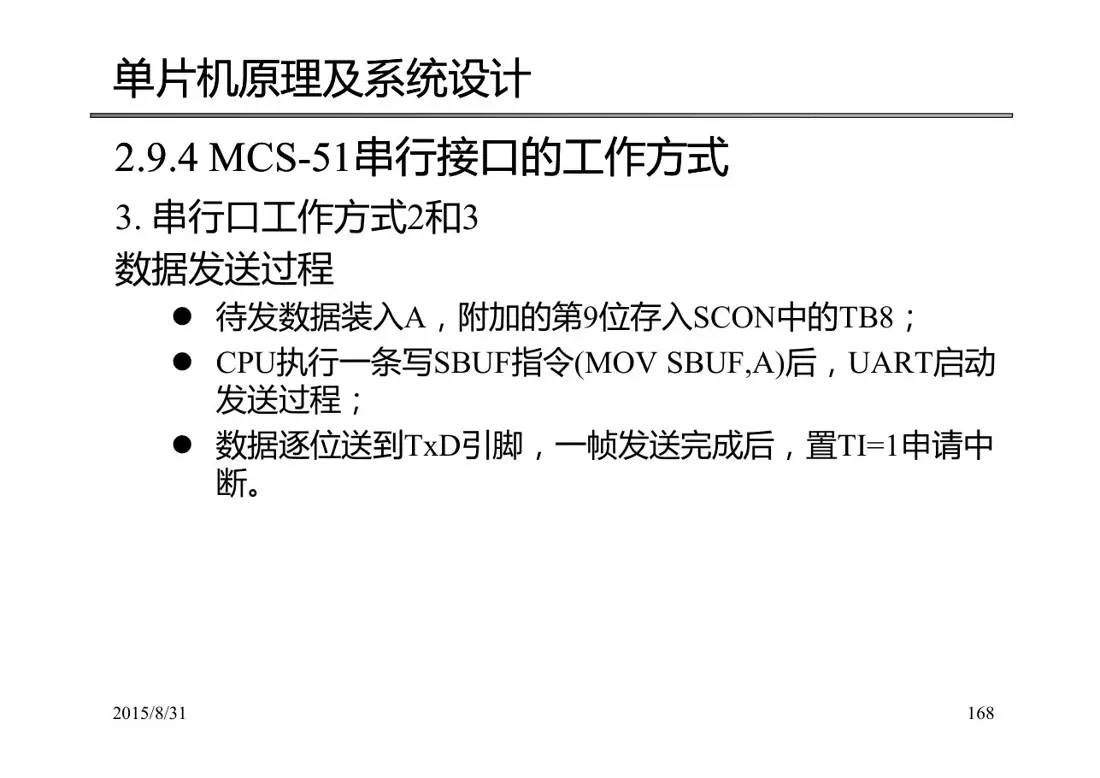 单片机原理及系统设计
2.9.4 MCS-51串行接口的工作方式
3. 串行口工作方式2和3
数据发送过程
● 待发数据装入A，附加的第9位存入SCON中的TB8；
● CPU执行一条写SBUF指令(MOV SBUF,A)后，UART启动
发送过程；
● 数据逐位送到TxD引脚，一帧发送完成后，置TI=1申请中
断。
2015/8/31
168